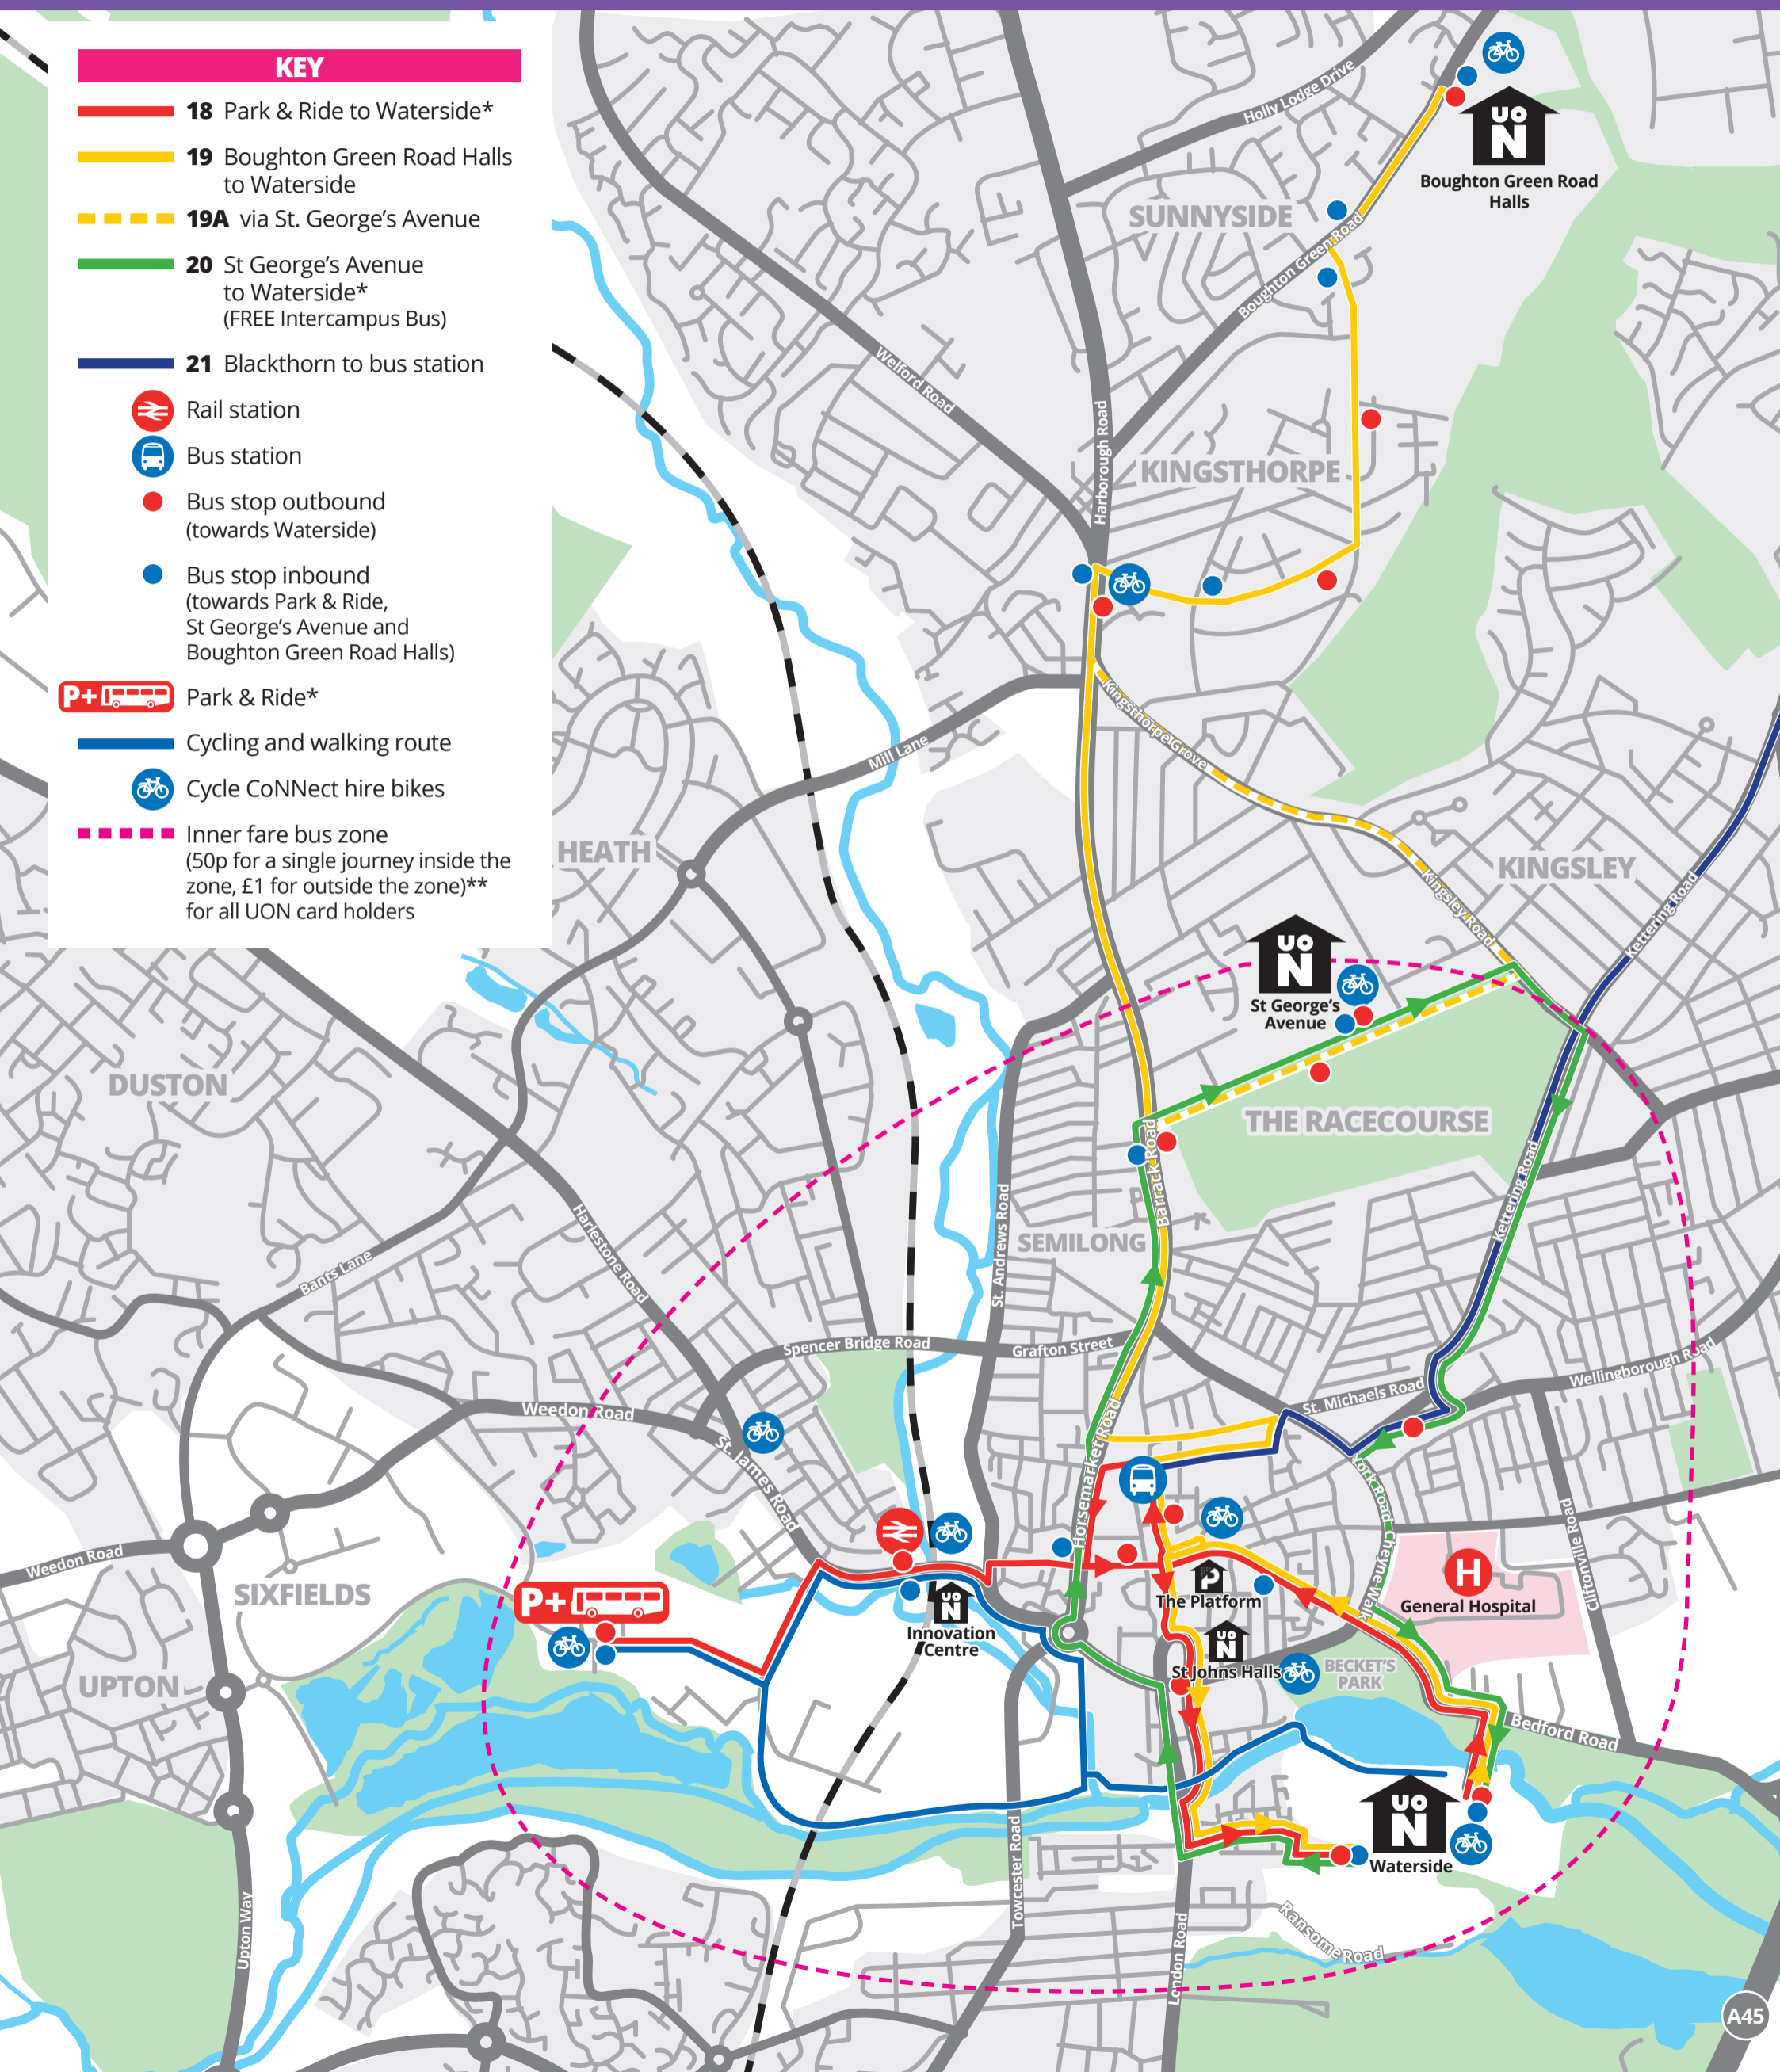 KEY
18 Park & Ride to Waterside*
19 Boughton Green Road Halls
to Waterside
19A via St. George’s Avenue
20 St George’s Avenue
to Waterside*
(FREE Intercampus Bus)
21 Blackthorn to bus station
Rail station
Bus station
Bus stop outbound
(towards Waterside)
Bus stop inbound
(towards Park & Ride,
St George’s Avenue and
Boughton Green Road Halls)
P+ Park & Ride*
Cycling and walking route
Cycle CoNNect hire bikes
Inner fare bus zone
(50p for a single journey inside the
zone, £1 for outside the zone)**
for all UON card holders
Holly Lodge Drive
UO
N
Boughton Green Road
Halls
SUNNYSIDE
Boughton Green Road
Welford Road
Harborough Road
KINGSTHORPE
Kingsthorpe Grove
Mill Lane
HEATH
KINGSLEY
Kingsley Road
Kettering Road
UO
N
St George’s
Avenue
DUSTON
THE RACECOURSE
Barrack Road
Kettering Road
St. Andrews Road
SEMILONG
Harlestone Road
Bants Lane
Spencer Bridge Road
Grafton Street
Wellingborough Road
St. Michaels Road
Weedon Road
St. James Road
Horsemarket Road
York Road
Cheyne Walk
Cliftonville Road
Weedon Road
SIXFIELDS
P+
H
General Hospital
P
The Platform
UO
N
Innovation
Centre
UO
N
St Johns Halls
BECKET’S
PARK
UPTON
Bedford Road
UO
N
Waterside
Towcester Road
Upton Way
London Road
Ransome Road
A45